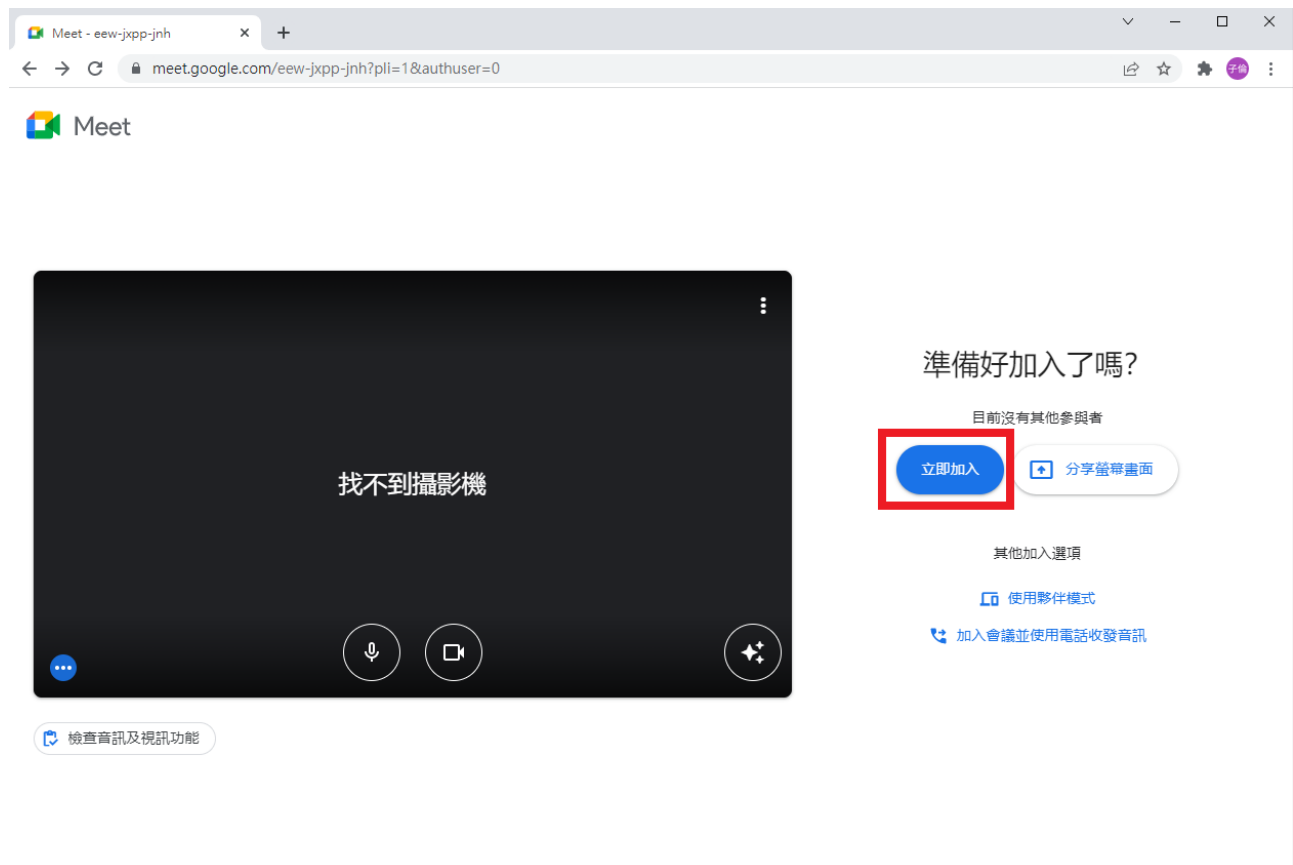 Meet - eew-jxpp-jnh
meet.google.com/eew-jxpp-jnh?pli=1&authuser=0
子倫
Meet
找不到攝影機
檢查音訊及視訊功能
準備好加入了嗎?
目前沒有其他參與者
立即加入
分享螢幕畫面
其他加入選項
使用夥伴模式
加入會議並使用電話收發音訊